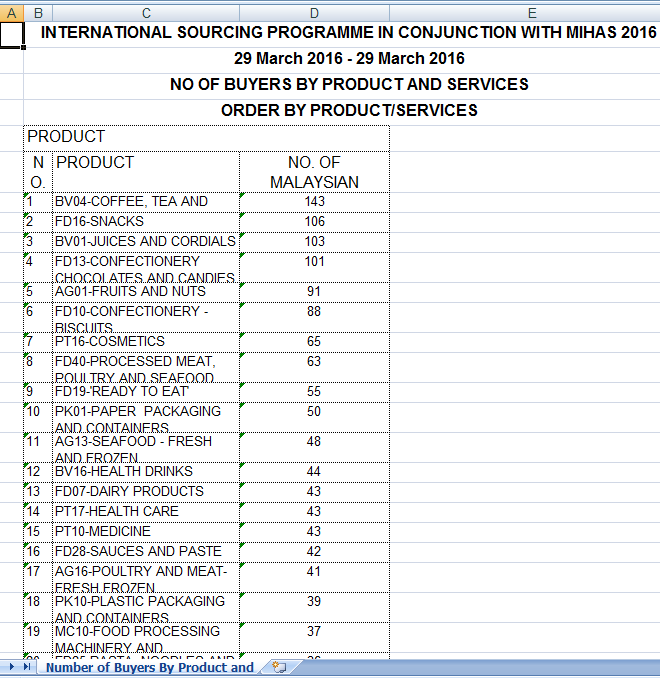 A B C D E
INTERNATIONAL SOURCING PROGRAMME IN CONJUNCTION WITH MIHAS 2016
29 March 2016 - 29 March 2016
NO OF BUYERS BY PRODUCT AND SERVICES
ORDER BY PRODUCT/SERVICES
PRODUCT
N PRODUCT NO. OF
O. MALAYSIAN
1 BV04-COFFEE, TEA AND 143
2 FD16-SNACKS 106
3 BV01-JUICES AND CORDIALS 103
4 FD13-CONFECTIONERY 101
CHOCOLATES AND CANDIES
5 AG01-FRUITS AND NUTS 91
6 FD10-CONFECTIONERY - 88
BISCUITS
7 PT16-COSMETICS 65
8 FD40-PROCESSED MEAT, 63
POULTRY AND SEAFOOD
9 FD19-'READY TO EAT' 55
10 PK01-PAPER PACKAGING 50
AND CONTAINERS
11 AG13-SEAFOOD - FRESH 48
AND FROZEN
12 BV16-HEALTH DRINKS 44
13 FD07-DAIRY PRODUCTS 43
14 PT17-HEALTH CARE 43
15 PT10-MEDICINE 43
16 FD28-SAUCES AND PASTE 42
17 AG16-POULTRY AND MEAT- 41
FRESH FROZEN
18 PK10-PLASTIC PACKAGING 39
AND CONTAINERS
19 MC10-FOOD PROCESSING 37
MACHINERY AND
Number of Buyers By Product and